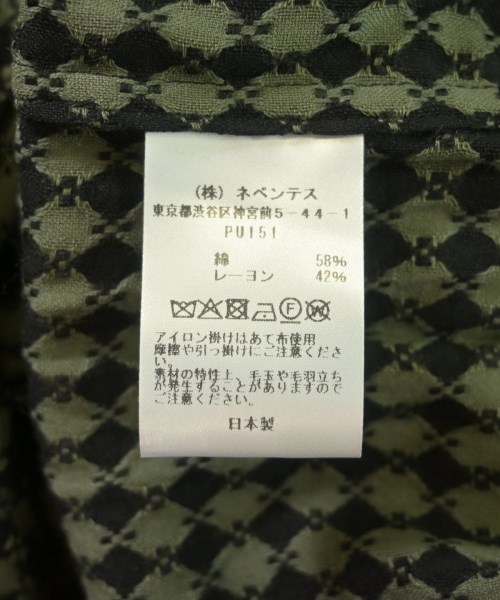 (株) ネペンテス
東京都渋谷区神宮前5-44-1
PU151
綿 58%
レーヨン 42%
F W
アイロン掛けはあて布使用
摩擦や引っ掛けにご注意くださ
い。
素材の特性上、毛玉や毛羽立ち
が発生することがありますので
ご注意ください。
日本製